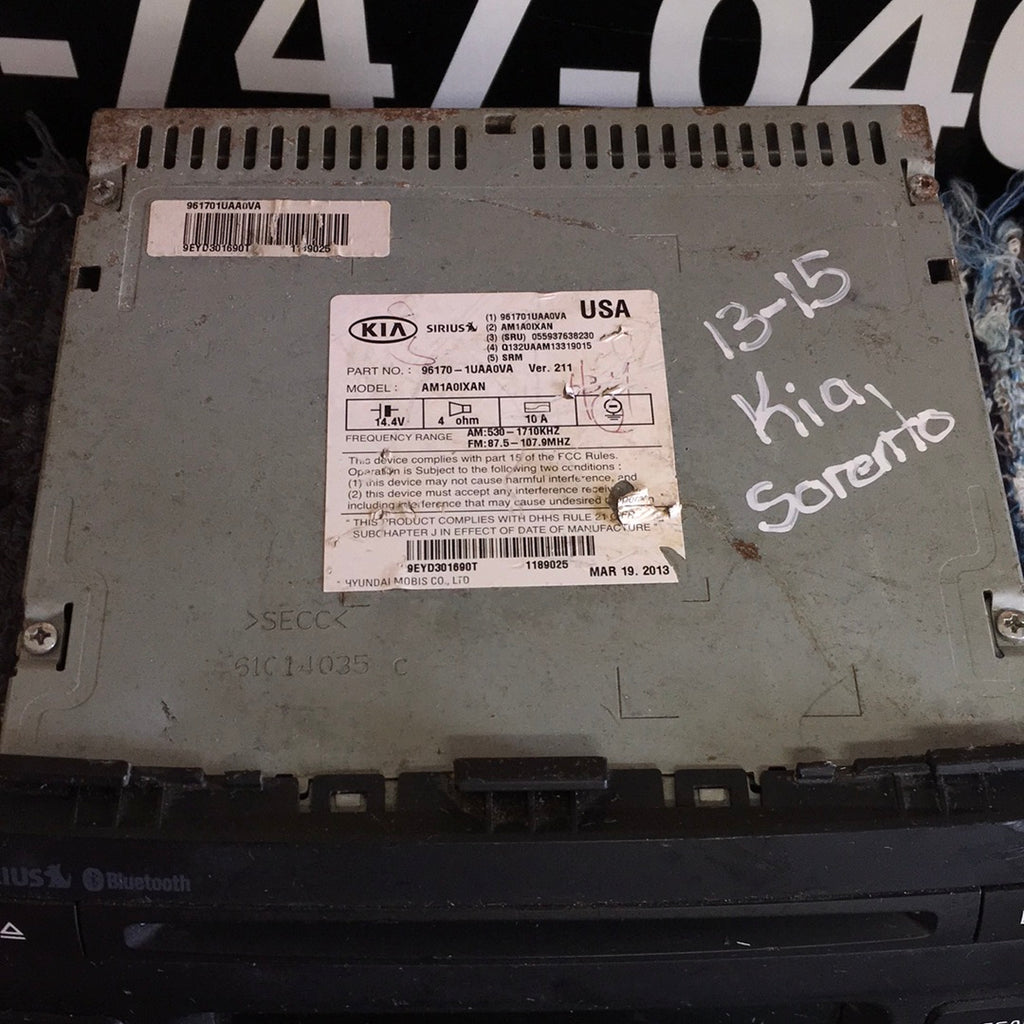 -747-040
961701UAA0VA
9EYD301690T 1189025
KIA SIRIUS USA
(1) 961701UAA0VA
(2) AM1A0IXAN
(3) (SRU) 055937638230
(4) Q132UAAM13319015
(5) SRM
PART NO. : 96170-1UAA0VA Ver. 211
MODEL : AM1A0IXAN
14.4V 4 ohm 10 A
FREQUENCY RANGE AM:530-1710KHZ
FM:87.5-107.9MHZ
This device complies with part 15 of the FCC Rules.
Operation is Subject to the following two conditions :
(1) this device may not cause harmful interference, and
(2) this device must accept any interference
including interference that may cause undesired
" THIS PRODUCT COMPLIES WITH DHHS RULE 21
SUBCHAPTER J IN EFFECT OF DATE OF MANUFACTURE "
9EYD301690T 1189025 MAR 19. 2013
HYUNDAI MOBIS CO., LTD
13-15
Kia,
Sorento
>SECC<
61C14035 C
IUS Bluetooth